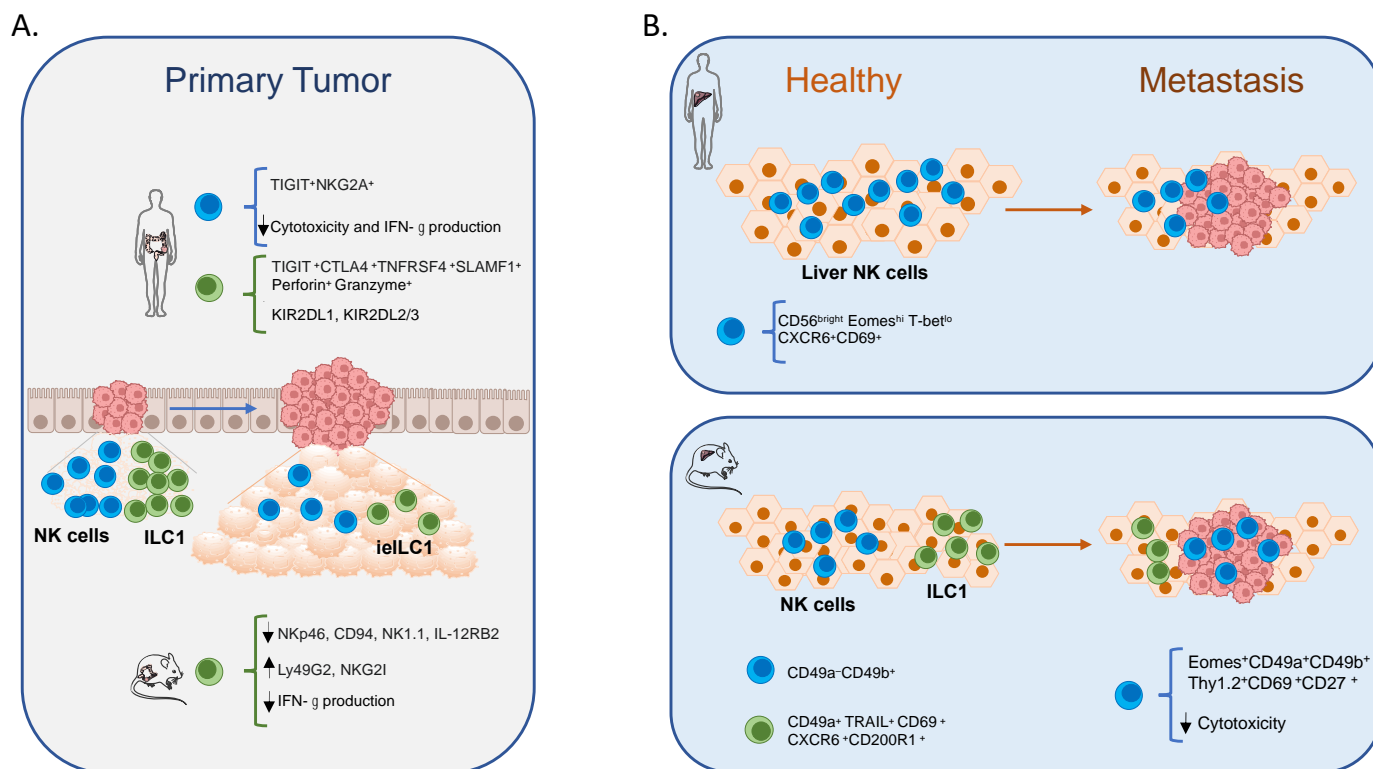 A.
Primary Tumor
TIGIT⁺NKG2A⁺
Cytotoxicity and IFN- g production
TIGIT ⁺CTLA4 ⁺TNFRSF4 ⁺SLAMF1⁺
Perforin⁺ Granzyme⁺
KIR2DL1, KIR2DL2/3
NK cells
ILC1
ieILC1
NKp46, CD94, NK1.1, IL-12RB2
Ly49G2, NKG2I
IFN- g production
B.
Healthy
Metastasis
Liver NK cells
CD56ᵇʳⁱᵍʰᵗ Eomesʰⁱ T-betˡᵒ
CXCR6⁺CD69⁺
NK cells
ILC1
CD49a⁻CD49b⁺
CD49a⁺ TRAIL⁺ CD69 ⁺
CXCR6 ⁺CD200R1 ⁺
Eomes⁺CD49a⁺CD49b⁺
Thy1.2⁺CD69 ⁺CD27 ⁺
Cytotoxicity